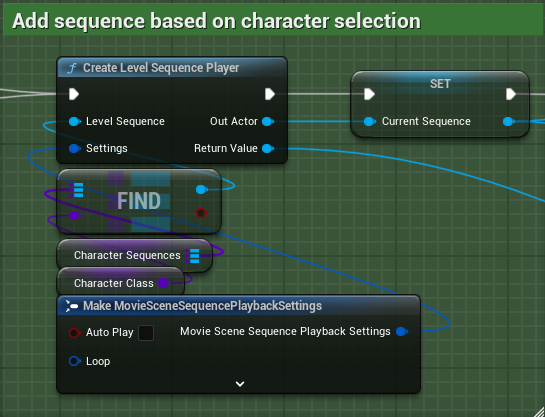 Add sequence based on character selection
f Create Level Sequence Player
Level Sequence
Out Actor
Settings
Return Value
SET
Current Sequence
FIND
Character Sequences
Character Class
Make MovieSceneSequencePlaybackSettings
Auto Play
Movie Scene Sequence Playback Settings
Loop